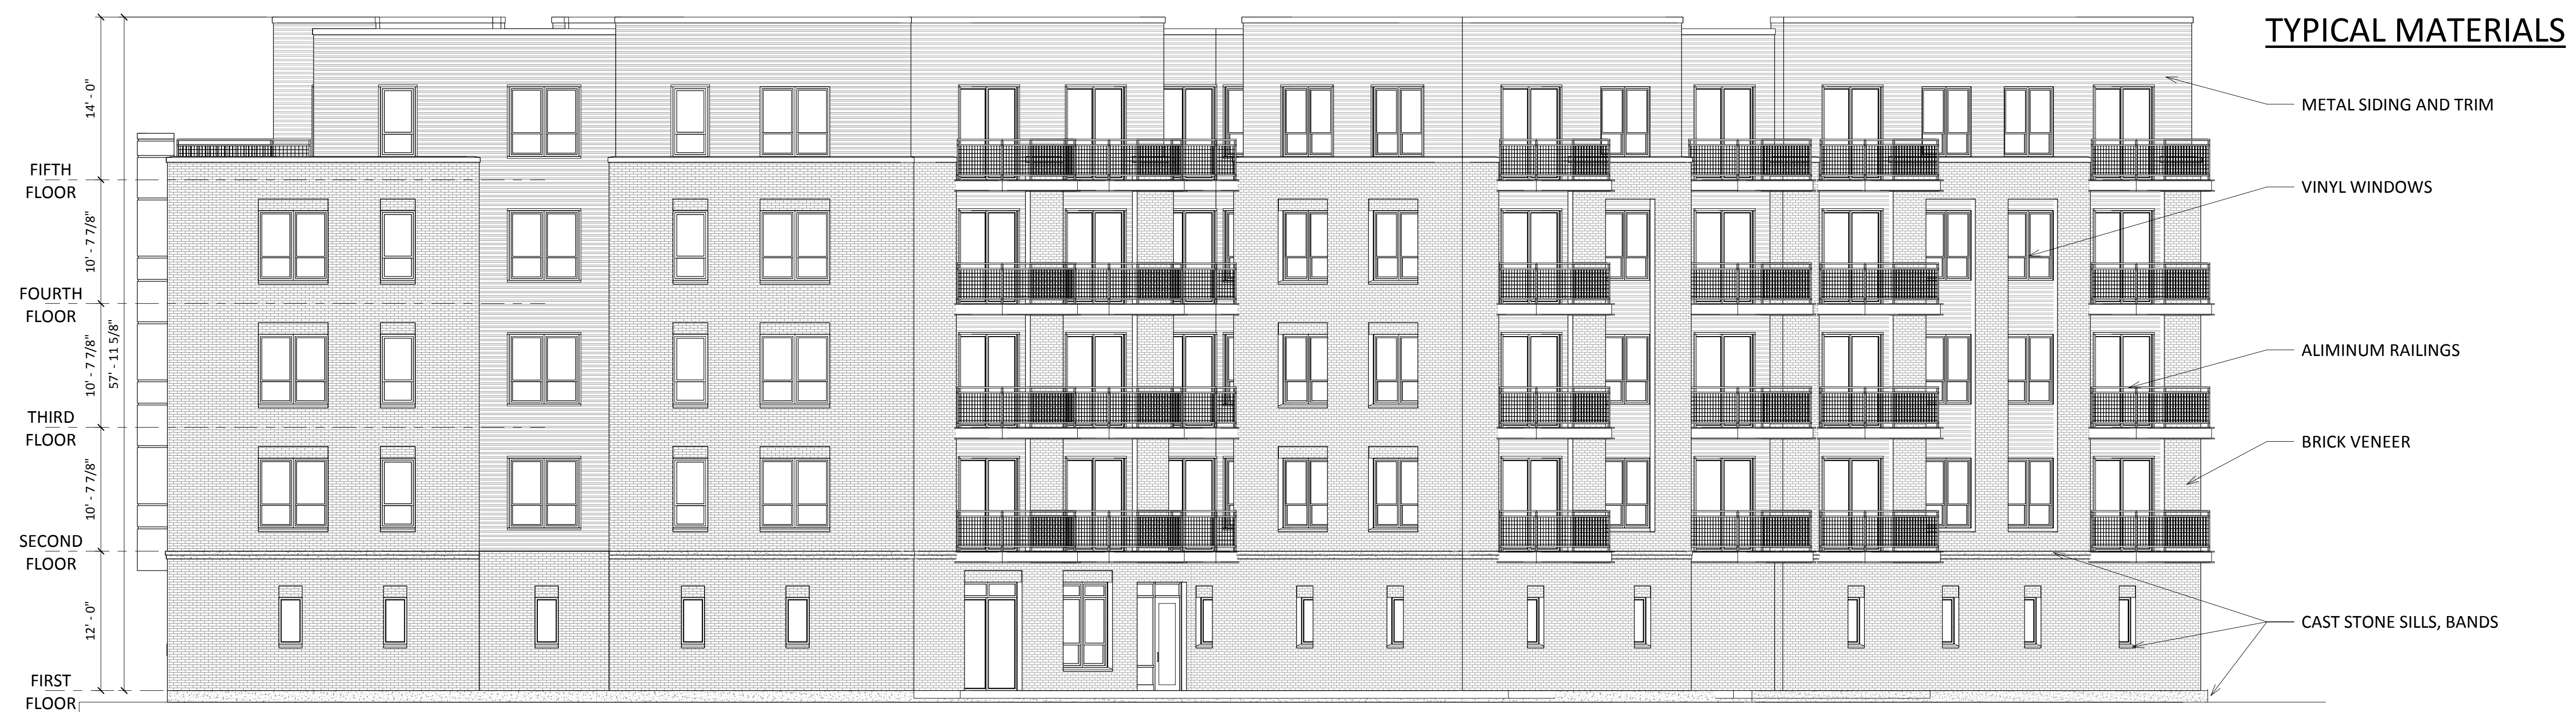 TYPICAL MATERIALS
14' - 0"
METAL SIDING AND TRIM
FIFTH
FLOOR
VINYL WINDOWS
10' - 7 7/8"
FOURTH
FLOOR
10' - 7 7/8"
57' - 11 5/8"
ALIMINUM RAILINGS
THIRD
FLOOR
BRICK VENEER
10' - 7 7/8"
SECOND
FLOOR
12' - 0"
CAST STONE SILLS, BANDS
FIRST
FLOOR